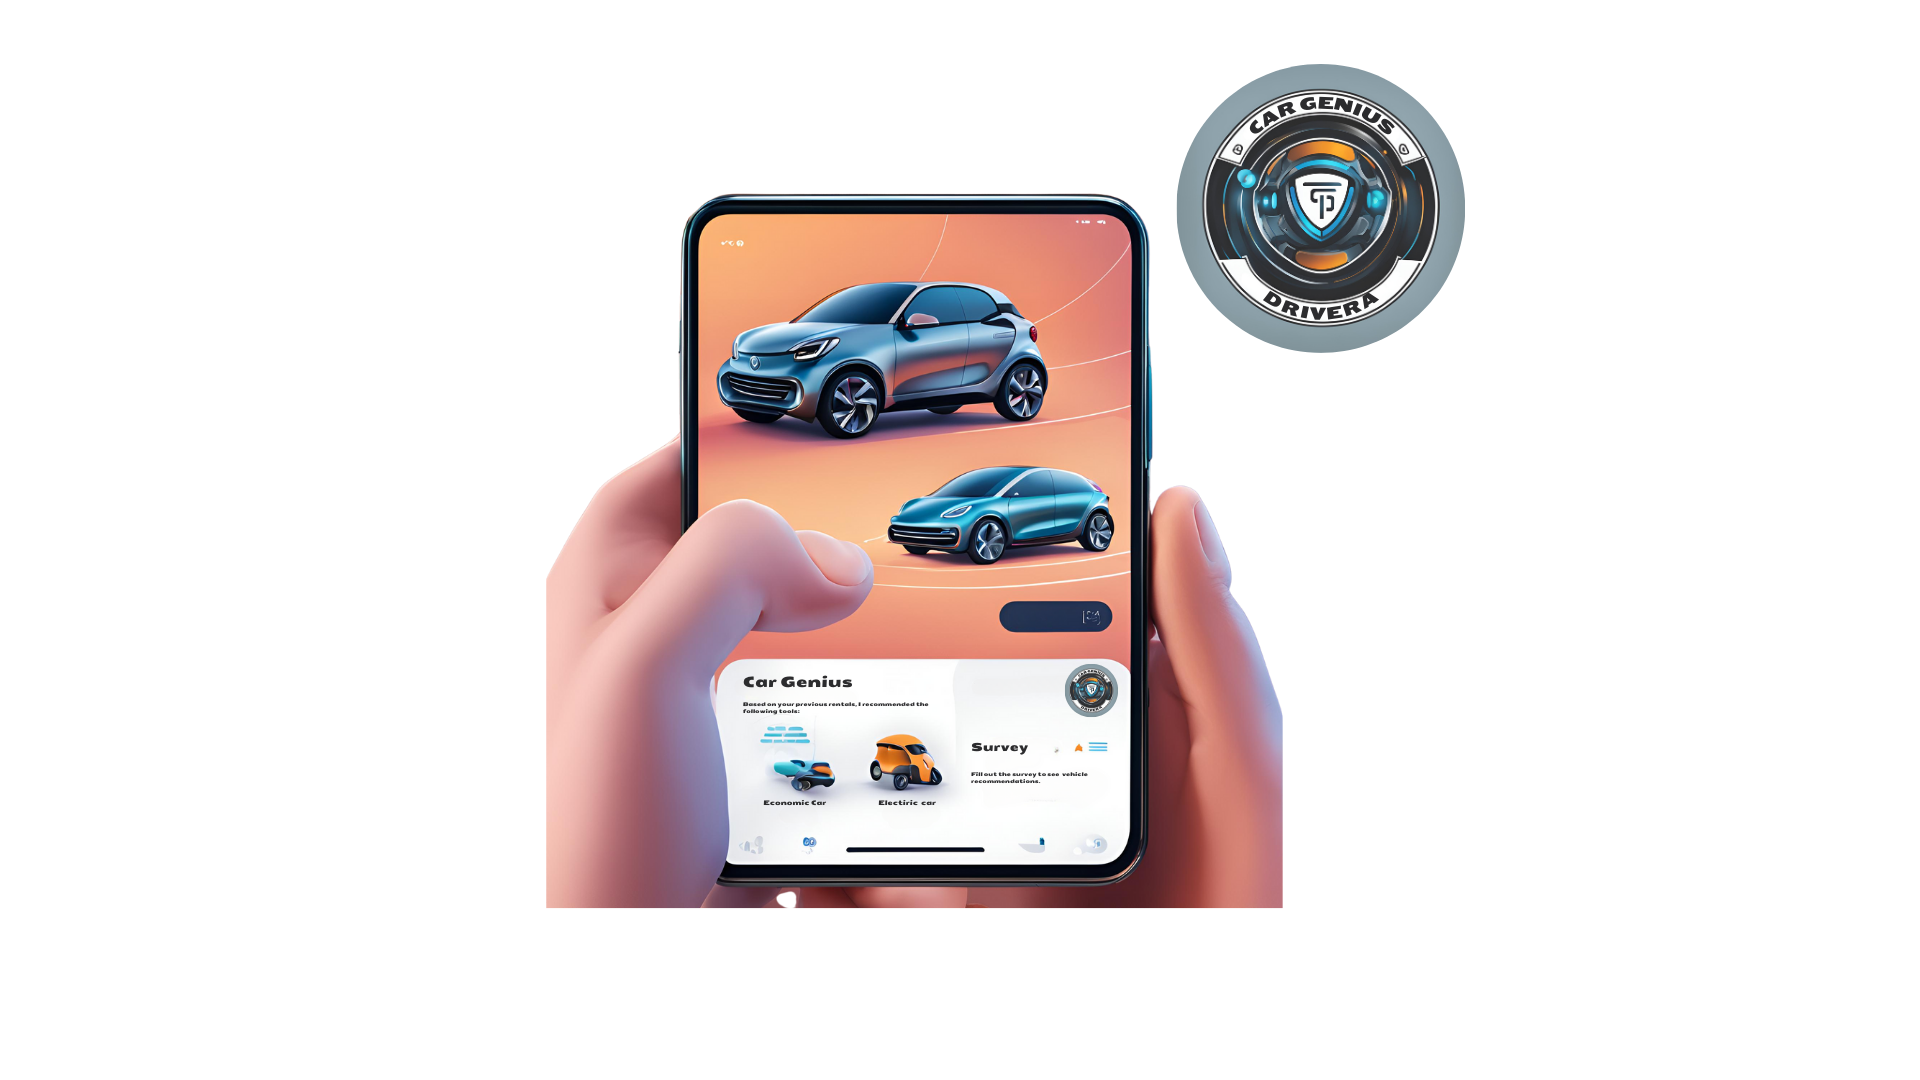 CAR GENIUS
DRIVERA
Car Genius
Based on your previous rentals, I recommended the
following tools:
Survey
Fill out the survey to see vehicle
recommendations.
Economic Car
Electiric car